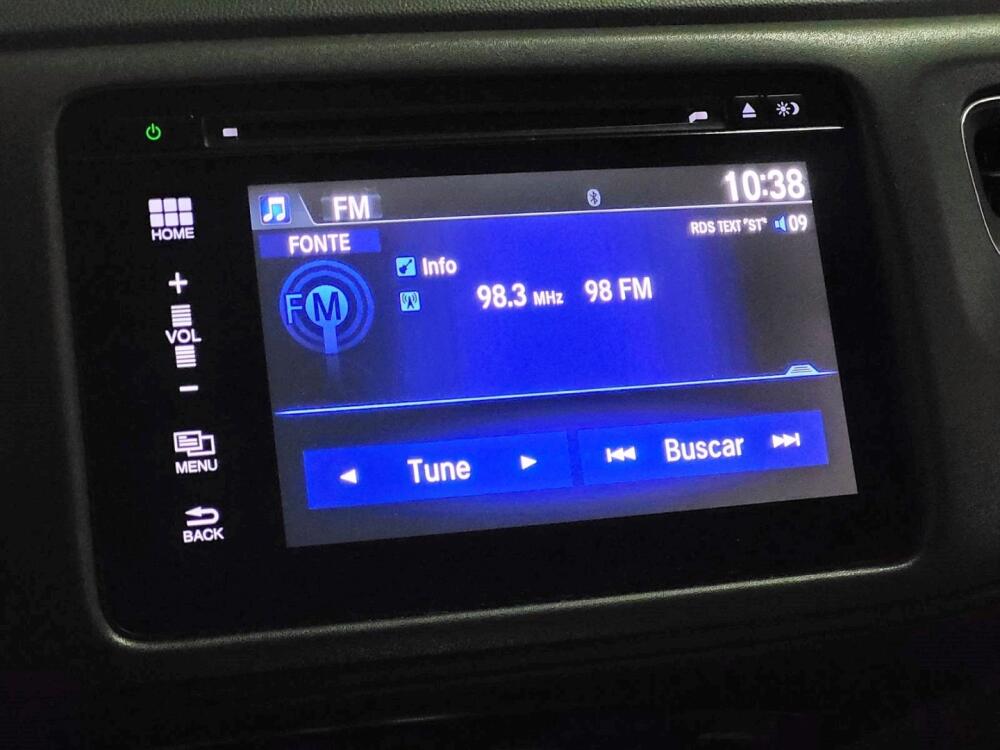 FM 10:38
RDS TEXT "ST" 09
FONTE
FM
Info
98.3 MHz 98 FM
Tune Buscar
HOME
+
VOL
-
MENU
BACK